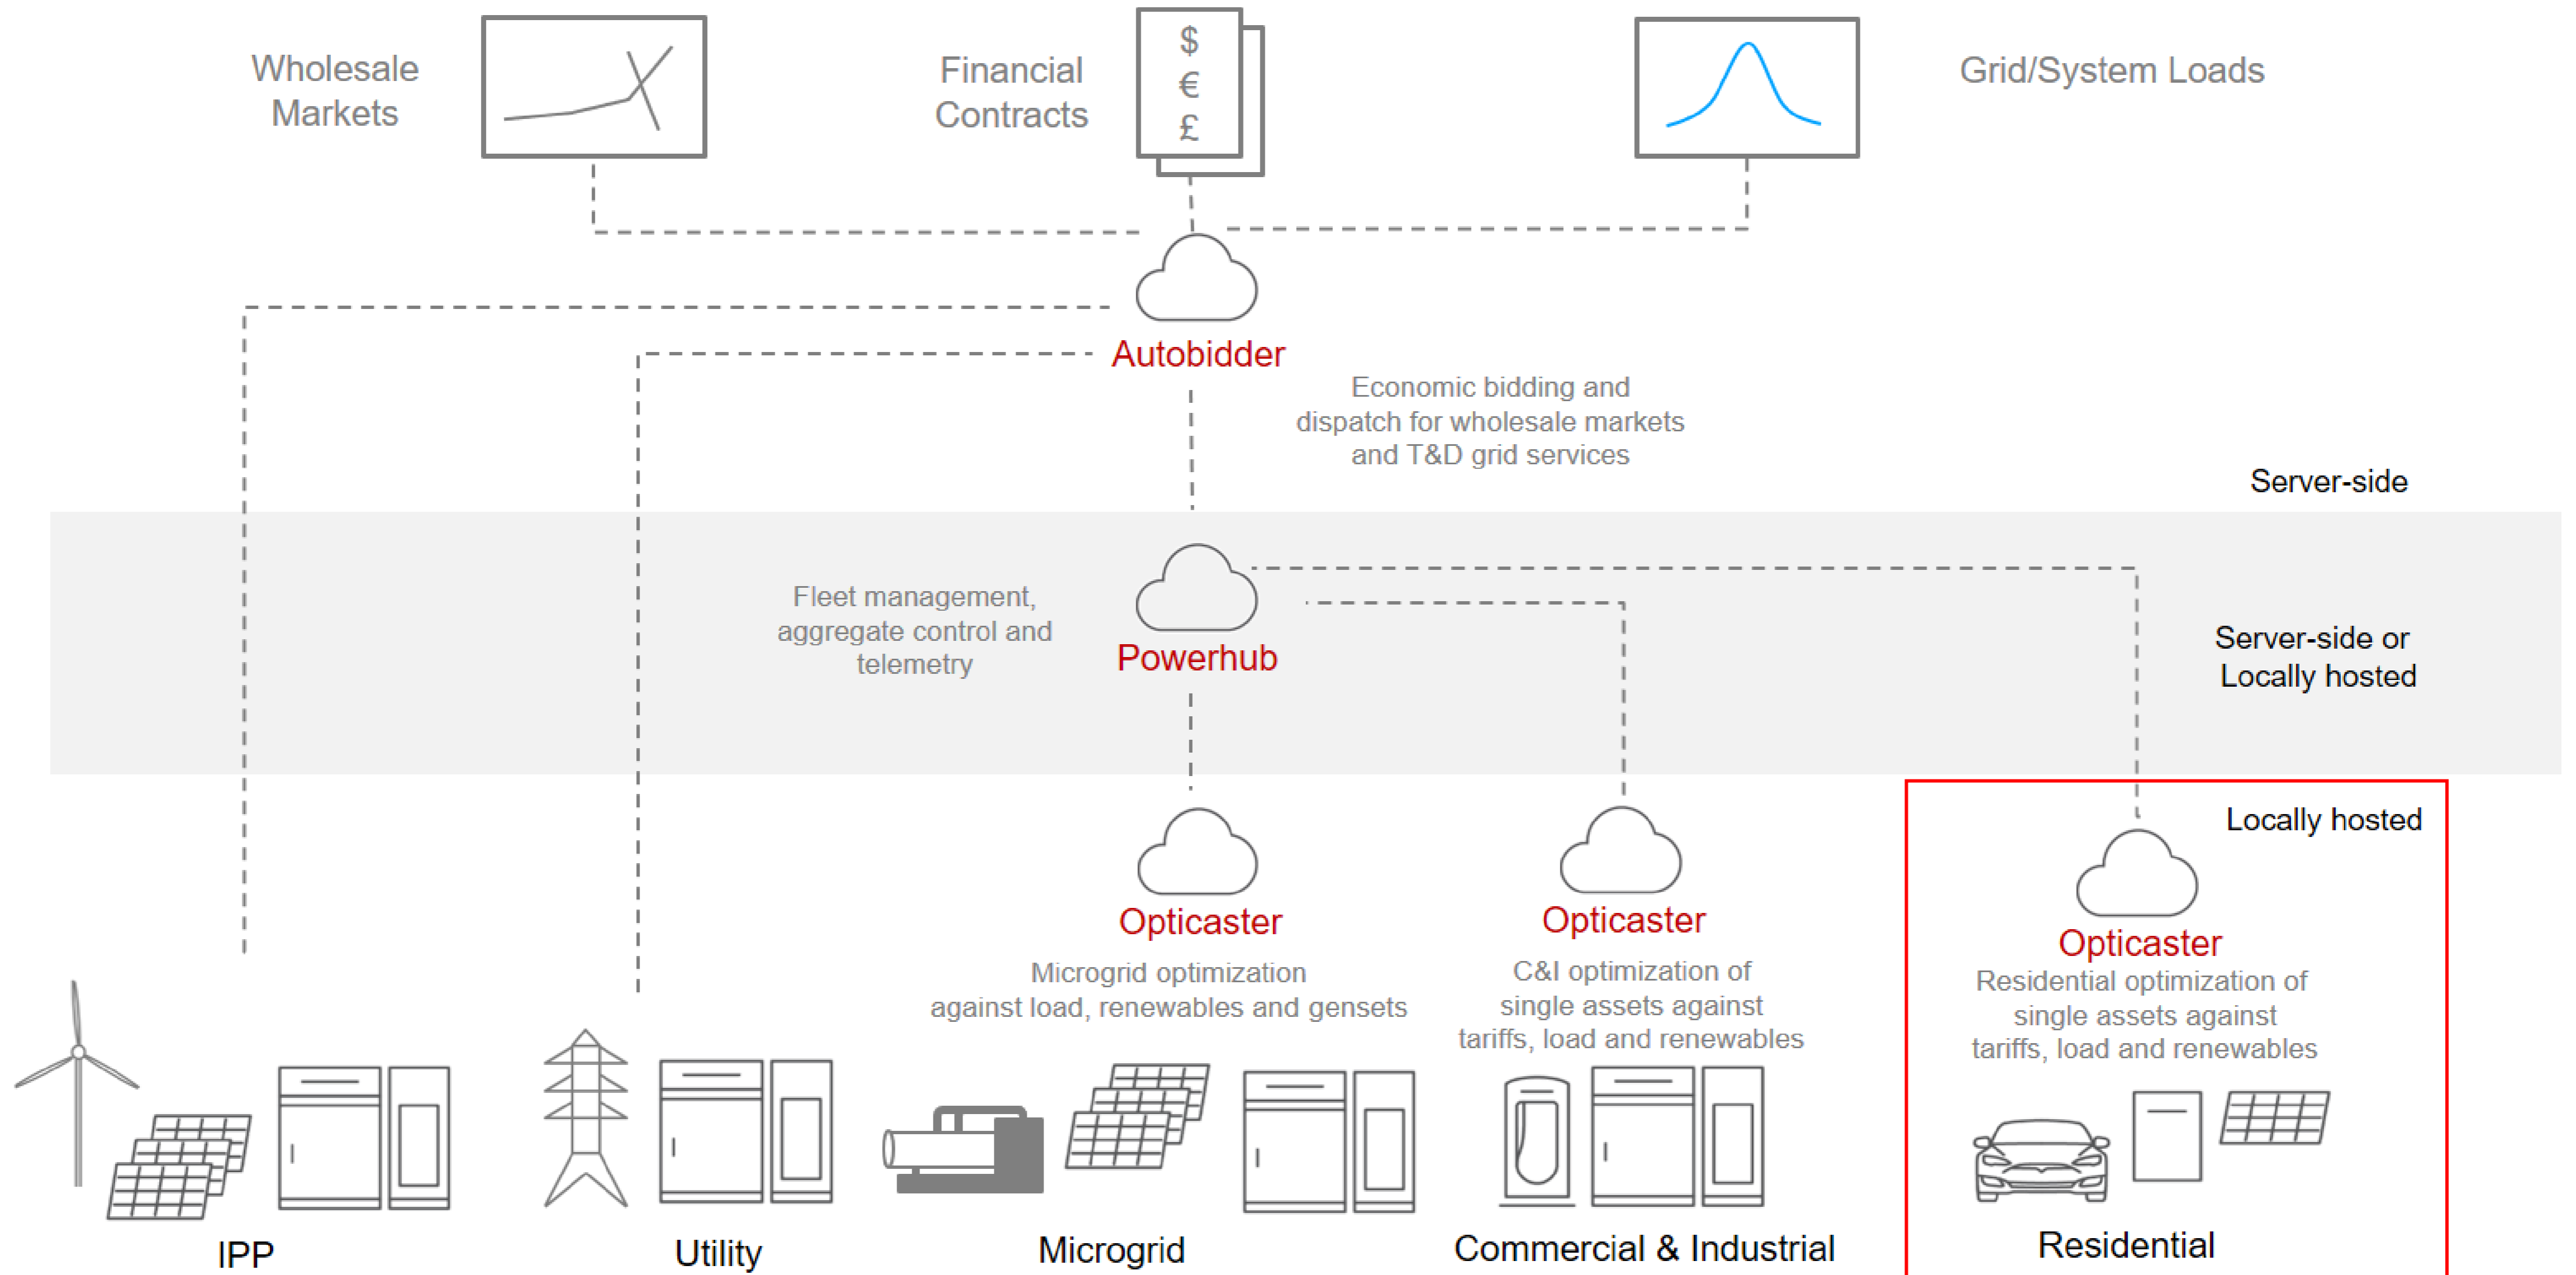 Wholesale
Markets
Financial
Contracts
$
€
£
Grid/System Loads
Autobidder
Economic bidding and
dispatch for wholesale markets
and T&D grid services
Server-side
Fleet management,
aggregate control and
telemetry
Powerhub
Server-side or
Locally hosted
Locally hosted
Opticaster
Microgrid optimization
against load, renewables and gensets
Opticaster
C&I optimization of
single assets against
tariffs, load and renewables
Opticaster
Residential optimization of
single assets against
tariffs, load and renewables
IPP
Utility
Microgrid
Commercial & Industrial
Residential